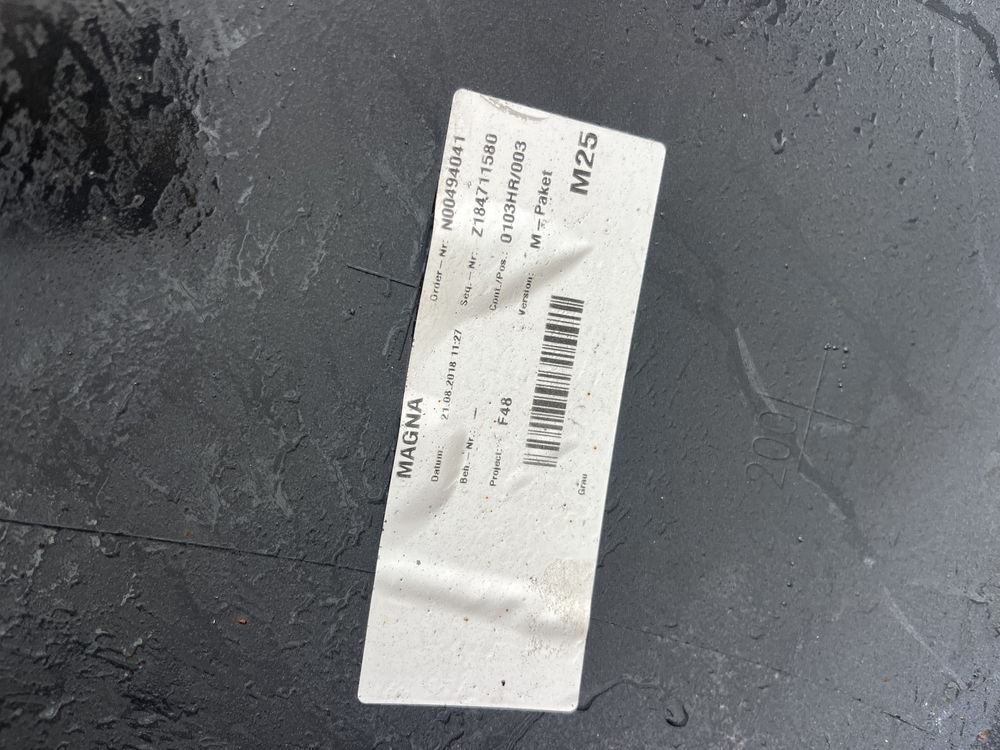 MAGNA
Datum: 21.08.2018 11:27 Order-Nr: N00494041
Beh.-Nr.: - Seq.-Nr: Z184711580
Project: F48 Cont./Pos.: 0103HR/003
Version: M-Paket
Grau M25
200